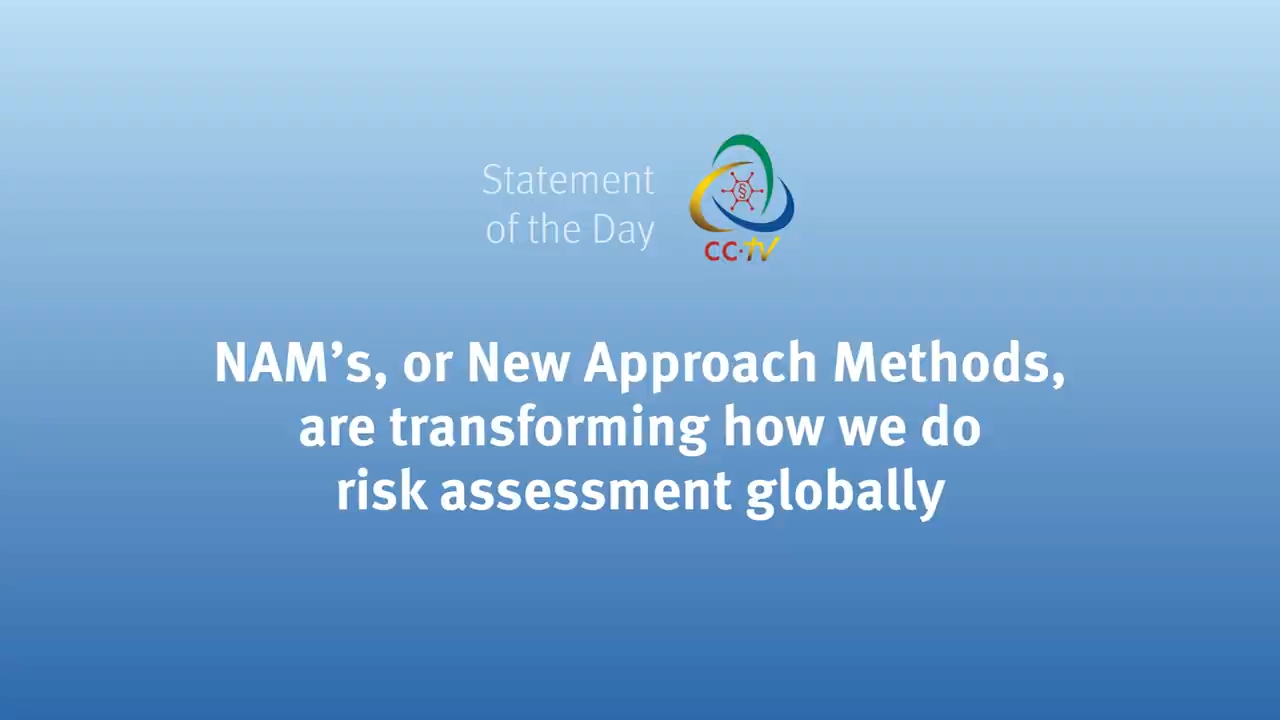 Statement
of the Day
§
CC·TV
NAM’s, or New Approach Methods,
are transforming how we do
risk assessment globally